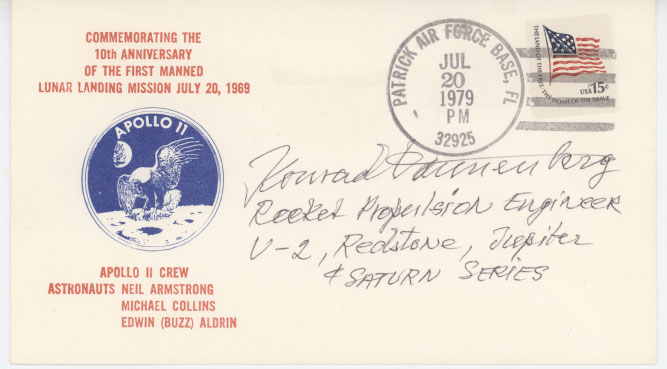 COMMEMORATING THE
10th ANNIVERSARY
OF THE FIRST MANNED
LUNAR LANDING MISSION JULY 20, 1969
APOLLO 11
APOLLO 11 CREW
ASTRONAUTS NEIL ARMSTRONG
MICHAEL COLLINS
EDWIN (BUZZ) ALDRIN
PATRICK AIR FORCE BASE, FL
JUL
20
1979
PM
32925
THE LAND OF THE FREE · THE HOME OF THE BRAVE
USA 15c
Konrad Dannenberg
Rocket Propulsion Engineer
V-2, Redstone, Jupiter
& SATURN SERIES